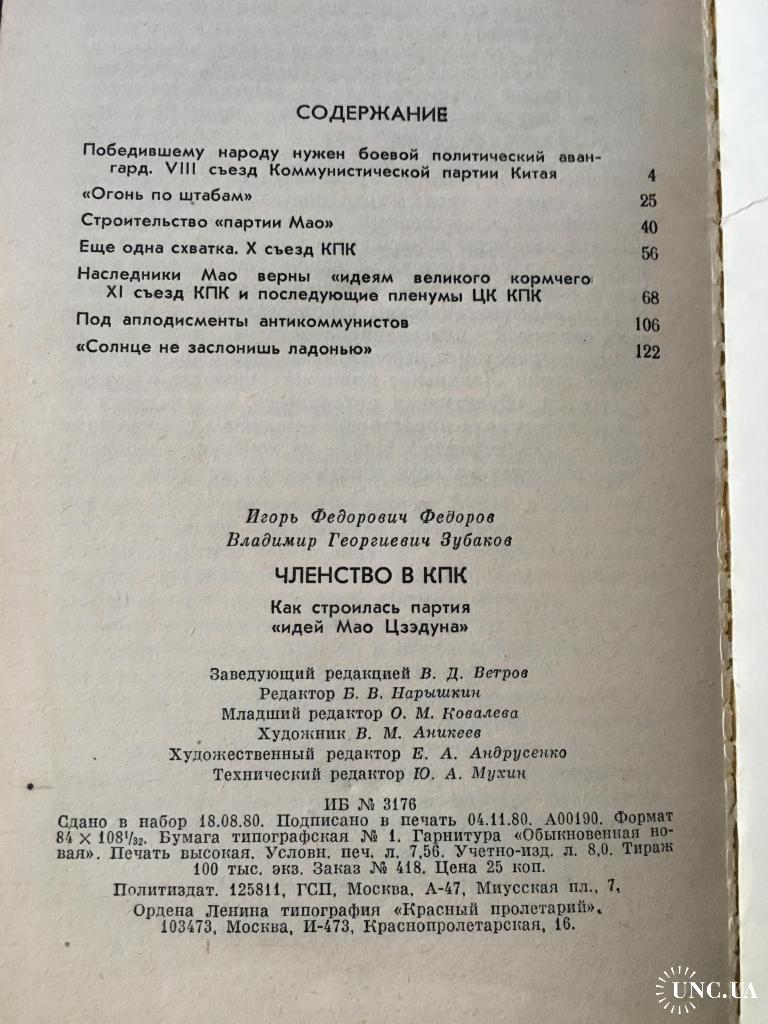 СОДЕРЖАНИЕ
Победившему народу нужен боевой политический аван-
гард. VIII съезд Коммунистической партии Китая 4
«Огонь по штабам» 25
Строительство «партии Мао» 40
Еще одна схватка. X съезд КПК 56
Наследники Мао верны «идеям великого кормчего
XI съезд КПК и последующие пленумы ЦК КПК 68
Под аплодисменты антикоммунистов 106
«Солнце не заслонишь ладонью» 122
Игорь Федорович Федоров
Владимир Георгиевич Зубаков
ЧЛЕНСТВО В КПК
Как строилась партия
«идей Мао Цзэдуна»
Заведующий редакцией В. Д. Ветров
Редактор Б. В. Нарышкин
Младший редактор О. М. Ковалева
Художник В. М. Аникеев
Художественный редактор Е. А. Андрусенко
Технический редактор Ю. А. Мухин
ИБ № 3176
Сдано в набор 18.08.80. Подписано в печать 04.11.80. А00190. Формат
84 × 108 1/32. Бумага типографская № 1. Гарнитура «Обыкновенная но-
вая». Печать высокая. Условн. печ. л. 7,56. Учетно-изд. л. 8,0. Тираж
100 тыс. экз. Заказ № 418. Цена 25 коп.
Политиздат. 125811, ГСП, Москва, А-47, Миусская пл., 7.
Ордена Ленина типография «Красный пролетарий».
103473, Москва, И-473, Краснопролетарская, 16.
UNC.UA